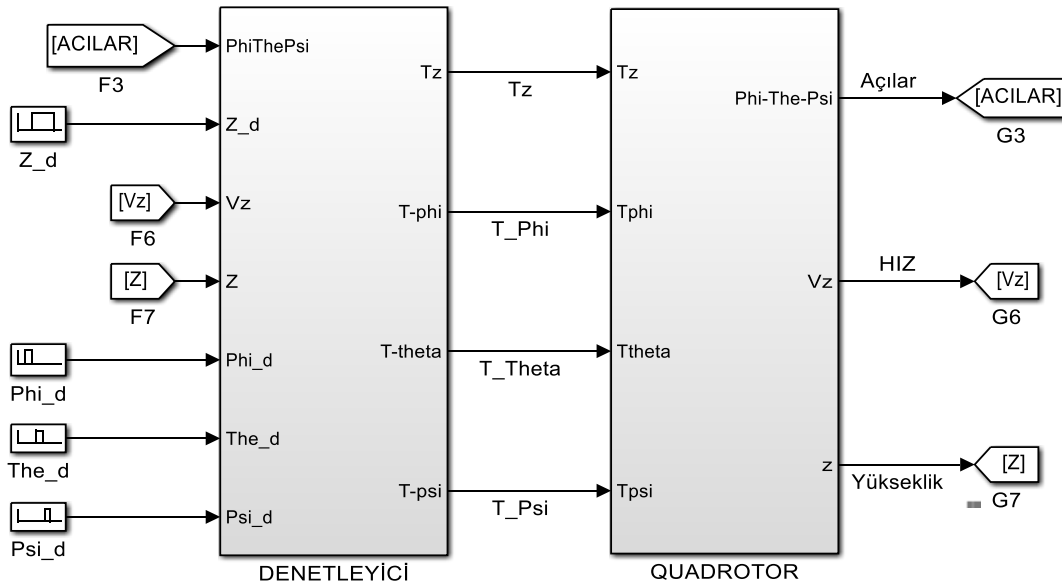 [ACILAR]
F3
Z_d
[Vz]
F6
[Z]
F7
Phi_d
The_d
Psi_d
PhiThePsi
Z_d
Vz
Z
Phi_d
The_d
Psi_d
Tz
T-phi
T-theta
T-psi
DENETLEYİCİ
Tz
T_Phi
T_Theta
T_Psi
Tz
Tphi
Ttheta
Tpsi
Phi-The-Psi
Vz
z
QUADROTOR
Açılar
HIZ
Yükseklik
[ACILAR]
G3
[Vz]
G6
[Z]
G7